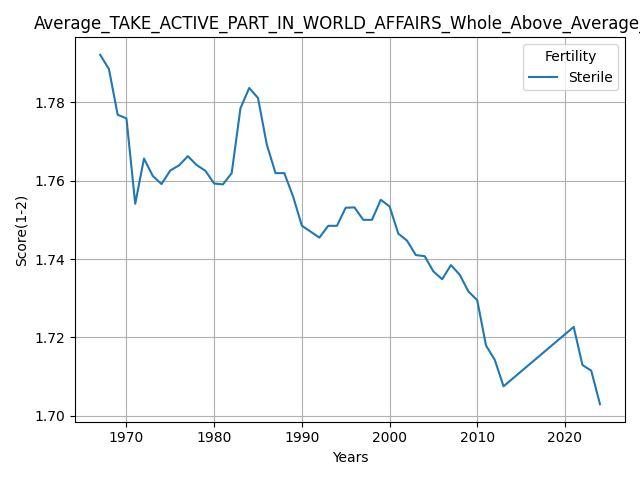 Average_TAKE_ACTIVE_PART_IN_WORLD_AFFAIRS_Whole_Above_Average_
Fertility
Sterile
Score(1-2)
1.78
1.76
1.74
1.72
1.70
1970 1980 1990 2000 2010 2020
Years